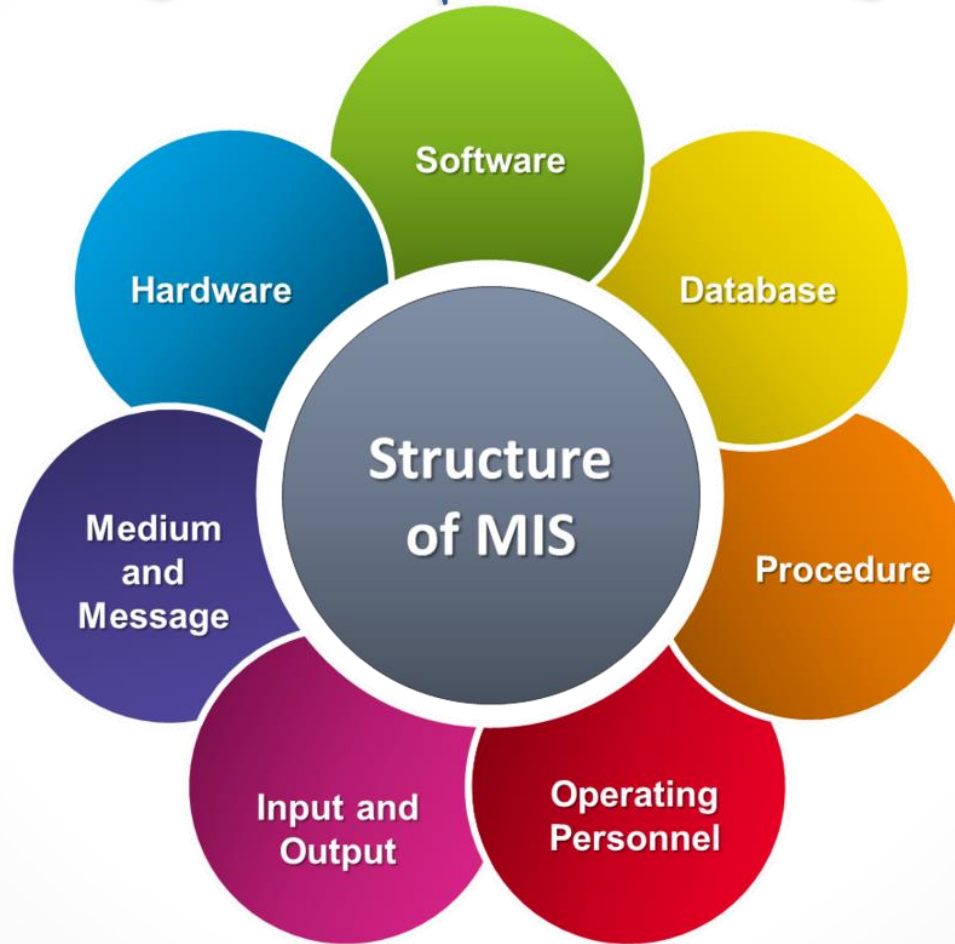 Software
Hardware
Database
Structure
of MIS
Medium
and
Message
Procedure
Input and
Output
Operating
Personnel